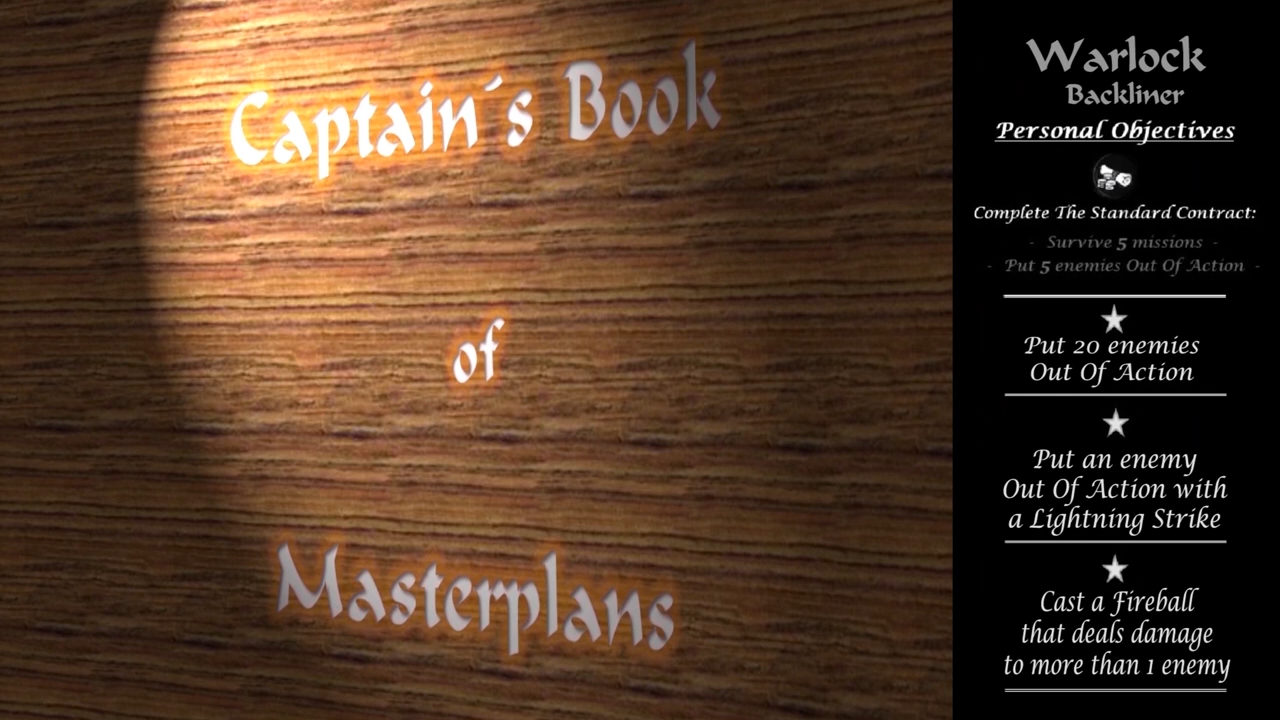 Captain´s Book
of
Masterplans
Warlock
Backliner
Personal Objectives
Complete The Standard Contract:
- Survive 5 missions -
- Put 5 enemies Out Of Action -
Put 20 enemies
Out Of Action
Put an enemy
Out Of Action with
a Lightning Strike
Cast a Fireball
that deals damage
to more than 1 enemy